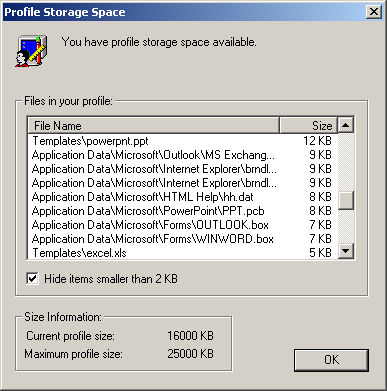 Profile Storage Space
You have profile storage space available.
Files in your profile:
File Name Size
Templates\powerpnt.ppt 12 KB
Application Data\Microsoft\Outlook\MS Exchang... 9 KB
Application Data\Microsoft\Internet Explorer\brndl... 9 KB
Application Data\Microsoft\Internet Explorer\brndl... 9 KB
Application Data\Microsoft\HTML Help\hh.dat 8 KB
Application Data\Microsoft\PowerPoint\PPT.pcb 8 KB
Application Data\Microsoft\Forms\OUTLOOK.box 7 KB
Application Data\Microsoft\Forms\WINWORD.box 7 KB
Templates\excel.xls 5 KB
Hide items smaller than 2 KB
Size Information:
Current profile size: 16000 KB
Maximum profile size: 25000 KB
OK